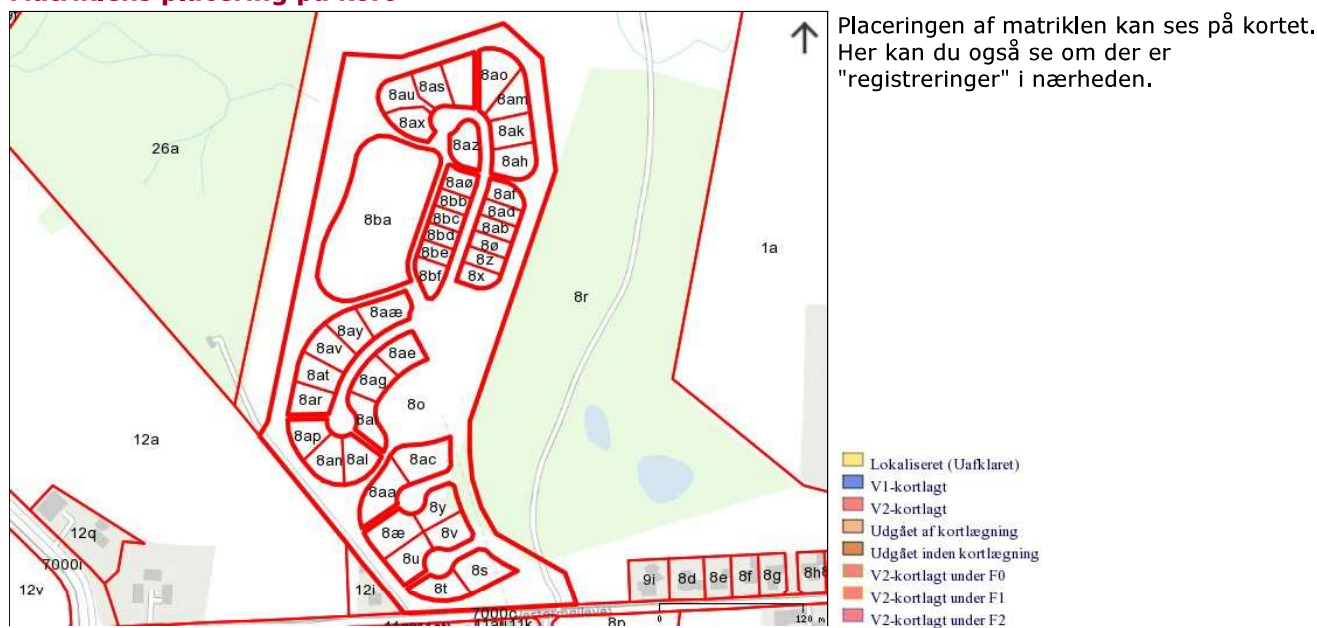 Placeringen af matriklen kan ses på kortet.
Her kan du også se om der er
"registreringer" i nærheden.
8ao
8as
8au
8am
8ax
8ak
8az
8ah
26a
8aø
8af
8bb
8ad
8bc
8ab
8ba
8bd
8ø
8be
8z
8bf
8x
1a
8r
8aæ
8ay
8av
8ae
8at
8ag
8ar
8o
8ap
8an
8al
12a
8ac
8aa
8y
8æ
8v
8u
8s
8t
12q
7000i
12v
12i
9i
8d
8e
8f
8g
8h
7000c
8p
0
120 m
Lokaliseret (Uafklaret)
V1-kortlagt
V2-kortlagt
Udgået af kortlægning
Udgået inden kortlægning
V2-kortlagt under F0
V2-kortlagt under F1
V2-kortlagt under F2